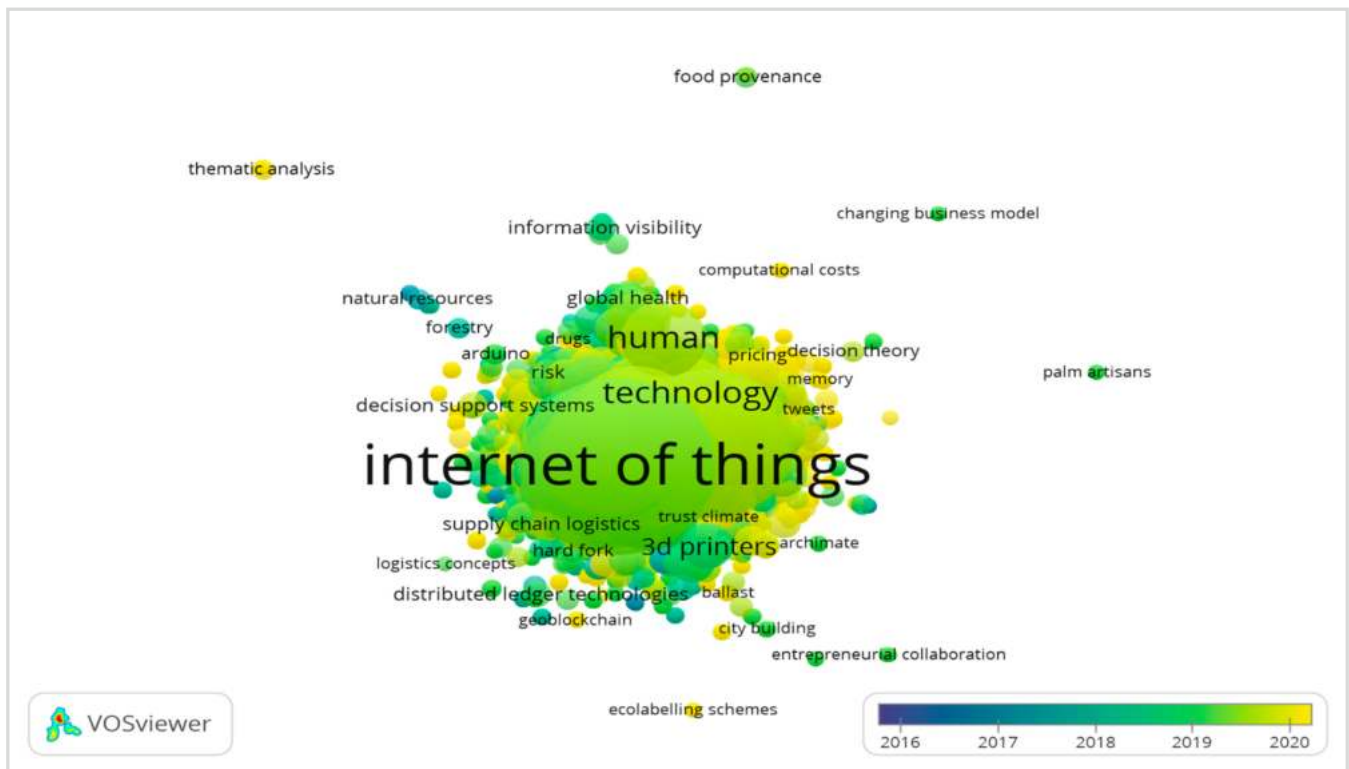 food provenance
thematic analysis
changing business model
information visibility
computational costs
natural resources
global health
forestry
drugs
human
arduino
pricing
decision theory
risk
palm artisans
memory
technology
decision support systems
tweets
internet of things
supply chain logistics
trust climate
hard fork
3d printers
archimate
logistics concepts
distributed ledger technologies
ballast
geoblockchain
city building
entrepreneurial collaboration
ecolabelling schemes
VOSviewer
2016 2017 2018 2019 2020